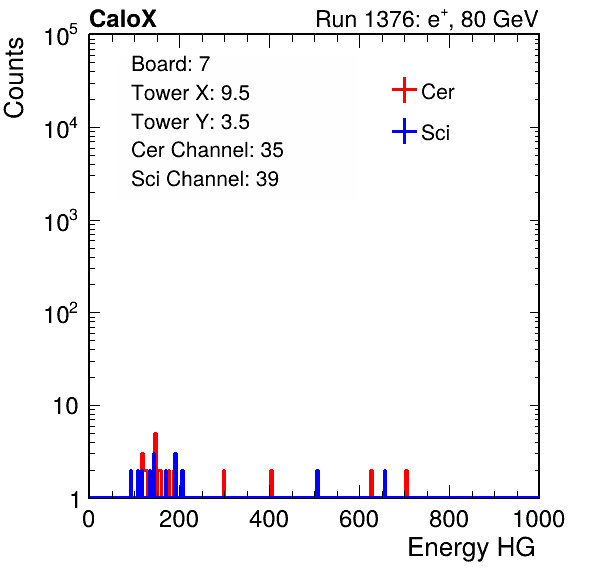 CaloX
Run 1376: e⁺, 80 GeV
Counts
10⁵
10⁴
10³
10²
10
1
Board: 7
Tower X: 9.5
Tower Y: 3.5
Cer Channel: 35
Sci Channel: 39
Cer
Sci
0 200 400 600 800 1000
Energy HG